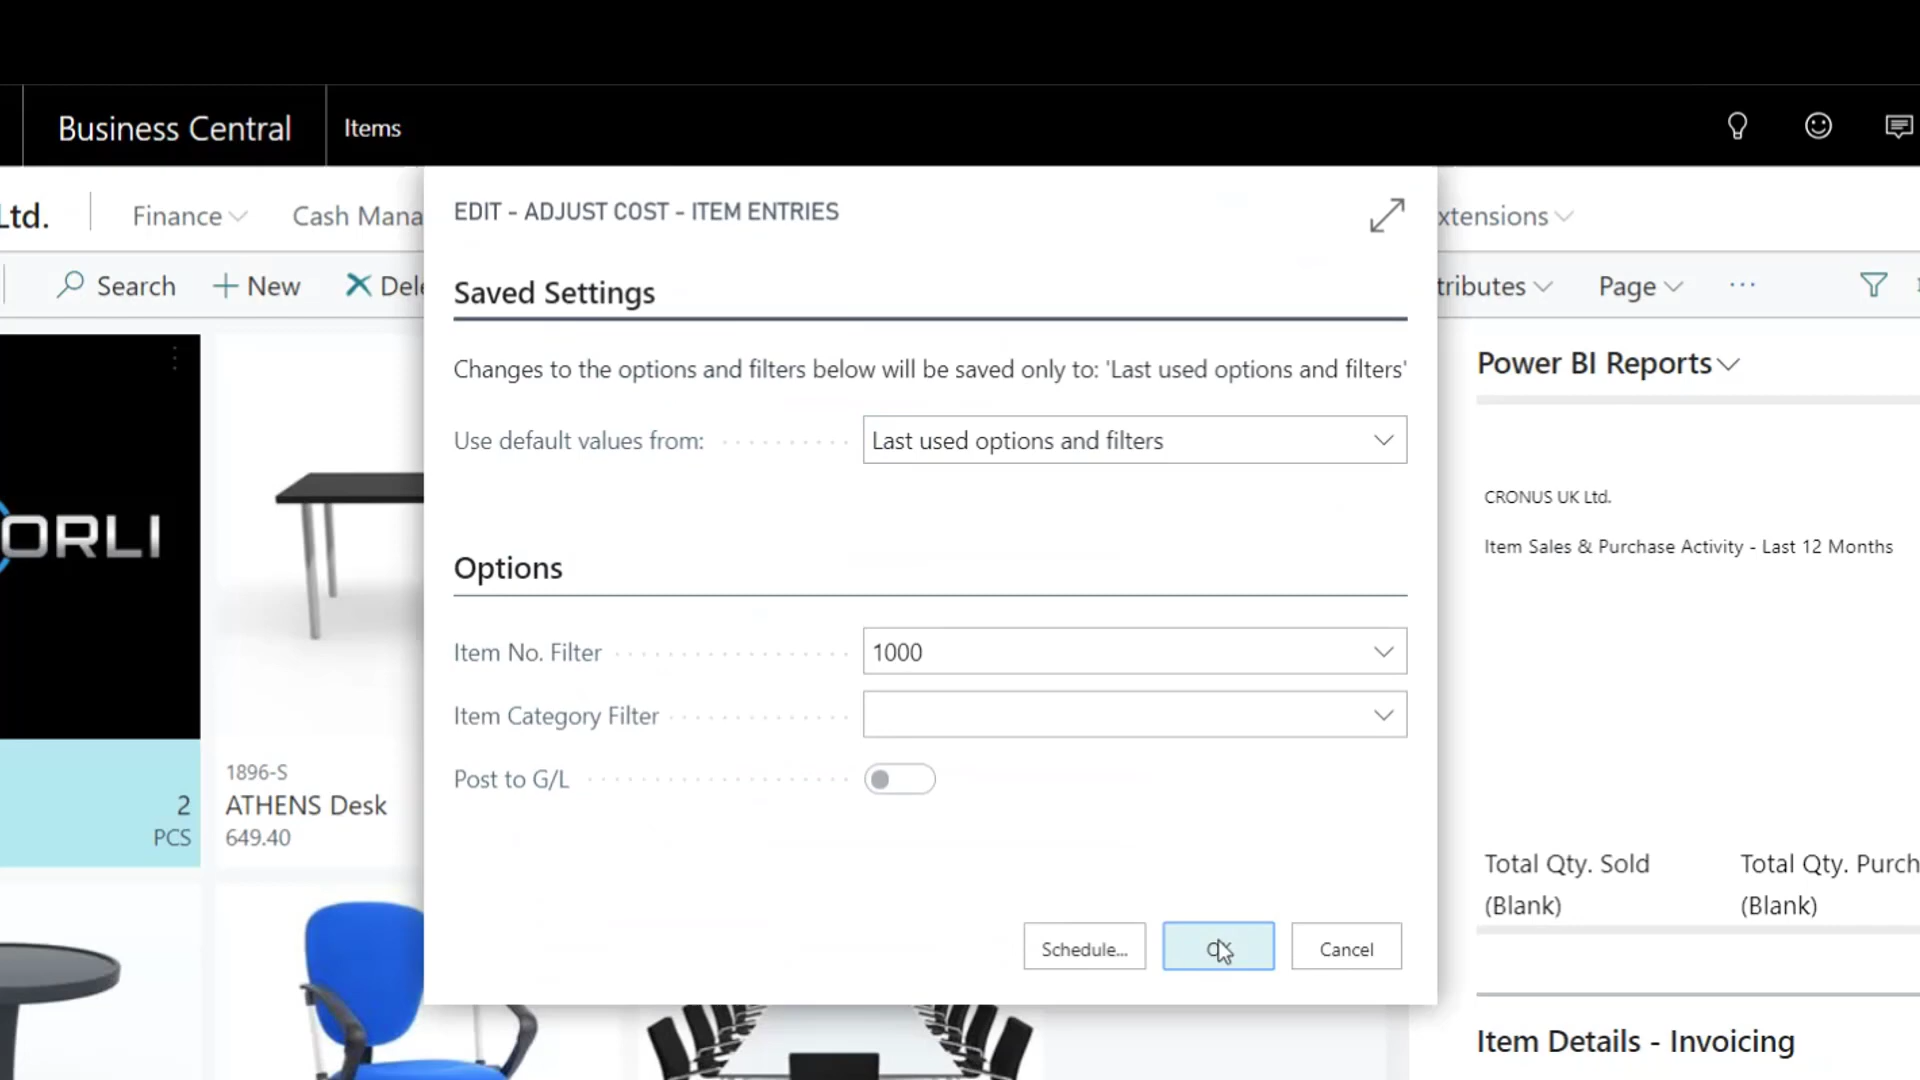 Business Central
Items
Ltd.
Finance
Cash Mana
xtensions
Search
New
Dele
tributes
Page
EDIT - ADJUST COST - ITEM ENTRIES
Saved Settings
Changes to the options and filters below will be saved only to: 'Last used options and filters'
Use default values from:
Last used options and filters
Options
Item No. Filter
1000
Item Category Filter
Post to G/L
Schedule...
Cancel
ORLI
2
PCS
1896-S
ATHENS Desk
649.40
Power BI Reports
CRONUS UK Ltd.
Item Sales & Purchase Activity - Last 12 Months
Total Qty. Sold
Total Qty. Purch
(Blank)
(Blank)
Item Details - Invoicing